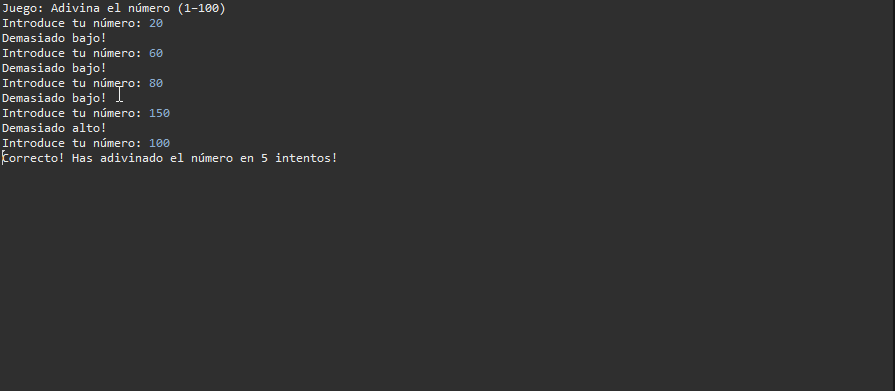 Juego: Adivina el número (1-100)
Introduce tu número: 20
Demasiado bajo!
Introduce tu número: 60
Demasiado bajo!
Introduce tu número: 80
Demasiado bajo!
Introduce tu número: 150
Demasiado alto!
Introduce tu número: 100
Correcto! Has adivinado el número en 5 intentos!